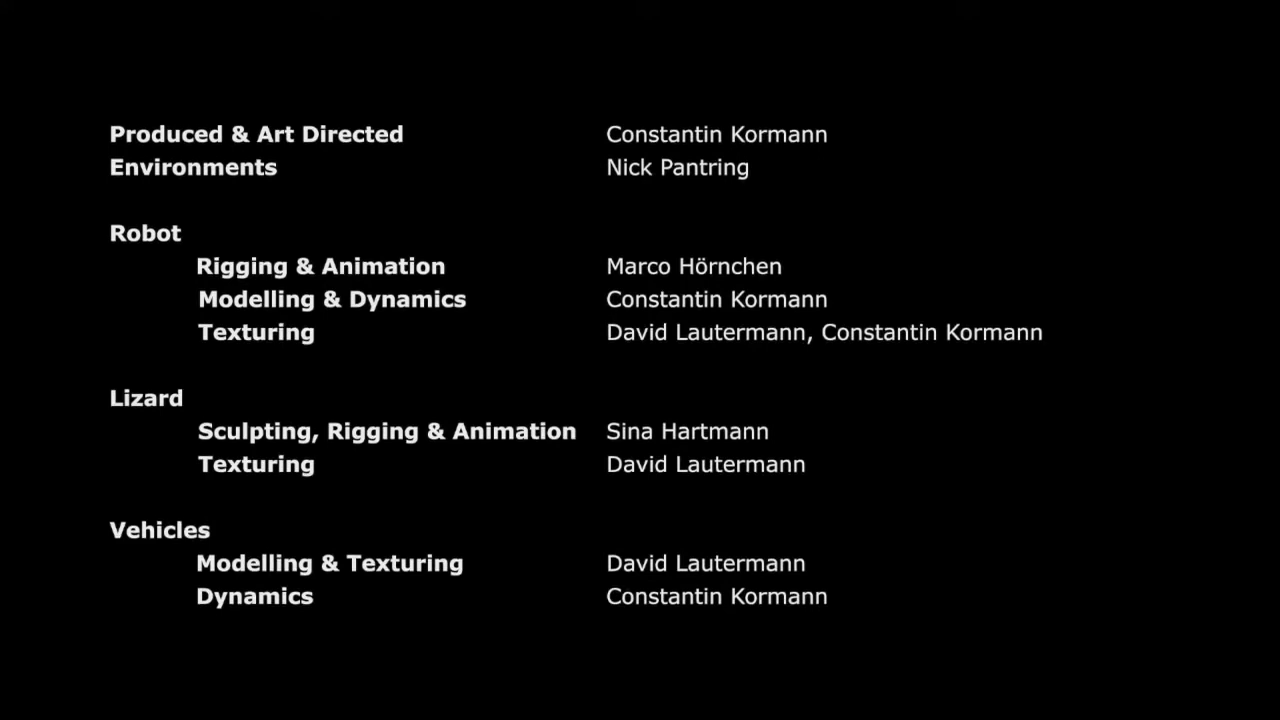 Produced & Art Directed Constantin Kormann
Environments Nick Pantring
Robot
Rigging & Animation Marco Hörnchen
Modelling & Dynamics Constantin Kormann
Texturing David Lautermann, Constantin Kormann
Lizard
Sculpting, Rigging & Animation Sina Hartmann
Texturing David Lautermann
Vehicles
Modelling & Texturing David Lautermann
Dynamics Constantin Kormann